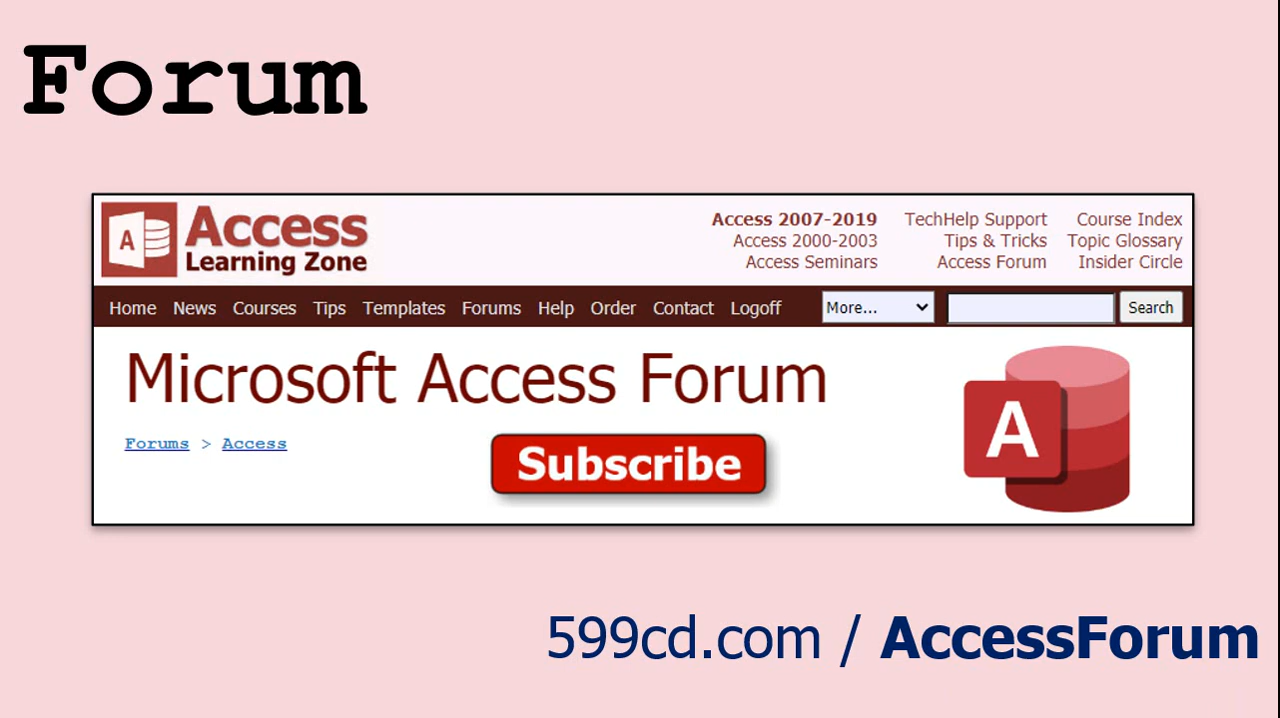 Forum
A
Access
Learning Zone
Access 2007-2019 TechHelp Support Course Index
Access 2000-2003 Tips & Tricks Topic Glossary
Access Seminars Access Forum Insider Circle
Home News Courses Tips Templates Forums Help Order Contact Logoff More... Search
Microsoft Access Forum
Forums > Access
Subscribe
A
599cd.com / AccessForum